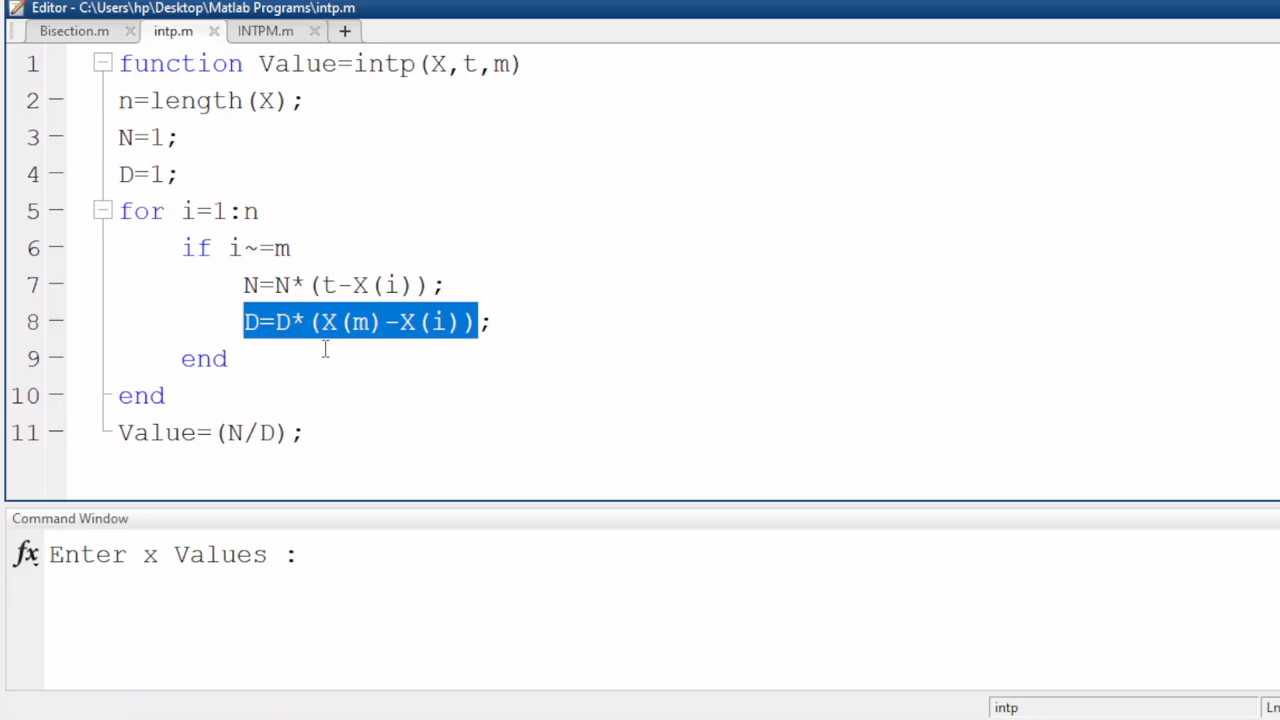 Editor - C:\Users\hp\Desktop\Matlab Programs\intp.m
Bisection.m × intp.m × INTPM.m × +
1 function Value=intp(X,t,m)
2 — n=length(X);
3 — N=1;
4 — D=1;
5 — for i=1:n
6 — if i~=m
7 — N=N*(t-X(i));
8 — D=D*(X(m)-X(i));
9 — end
10 — end
11 — Value=(N/D);
Command Window
fx Enter x Values :
intp Ln